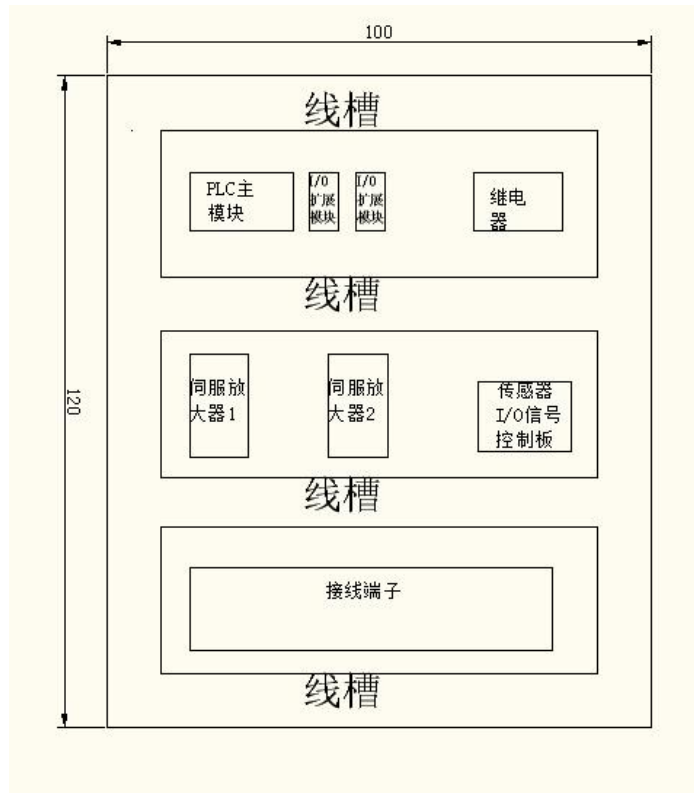 100
线槽
PLC主
模块
I/O
扩展
模块
I/O
扩展
模块
继电
器
线槽
120
伺服放
大器1
伺服放
大器2
传感器
I/O信号
控制板
线槽
接线端子
线槽